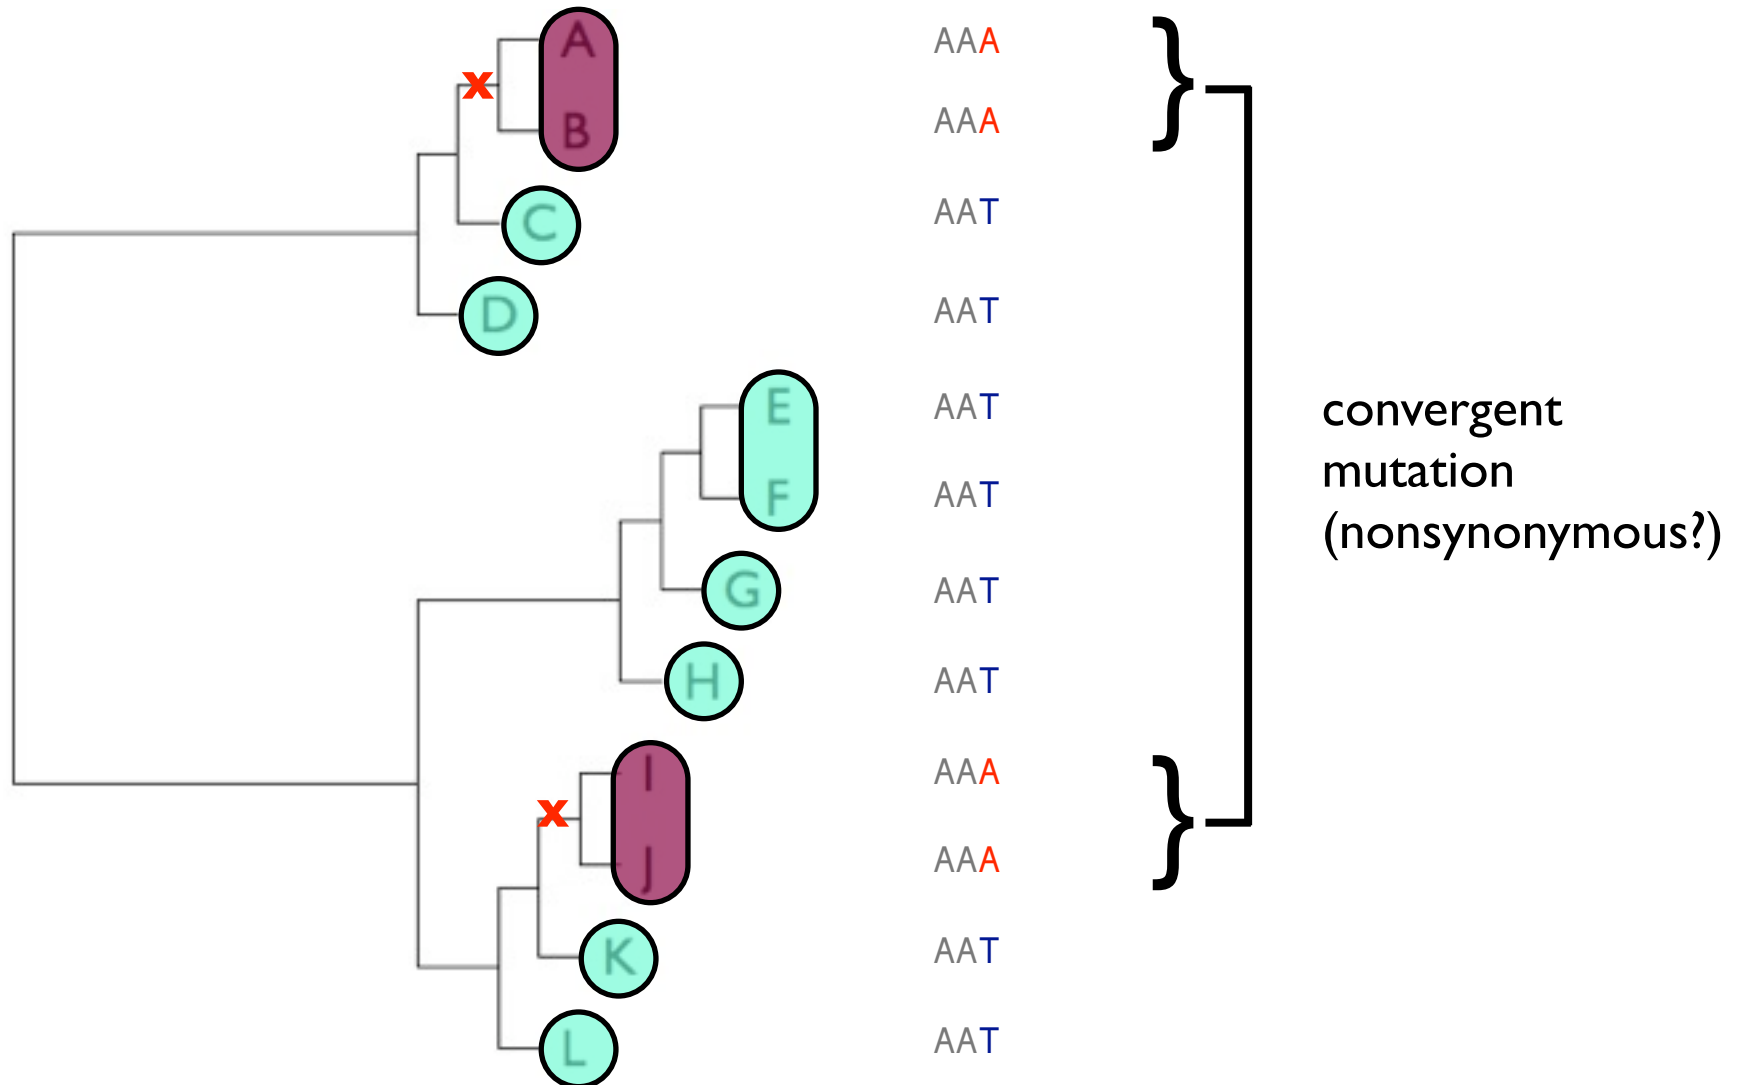 A AAA
x
B AAA
C AAT
D AAT
E AAT
F AAT
G AAT
H AAT
I AAA
x
J AAA
K AAT
L AAT
convergent
mutation
(nonsynonymous?)